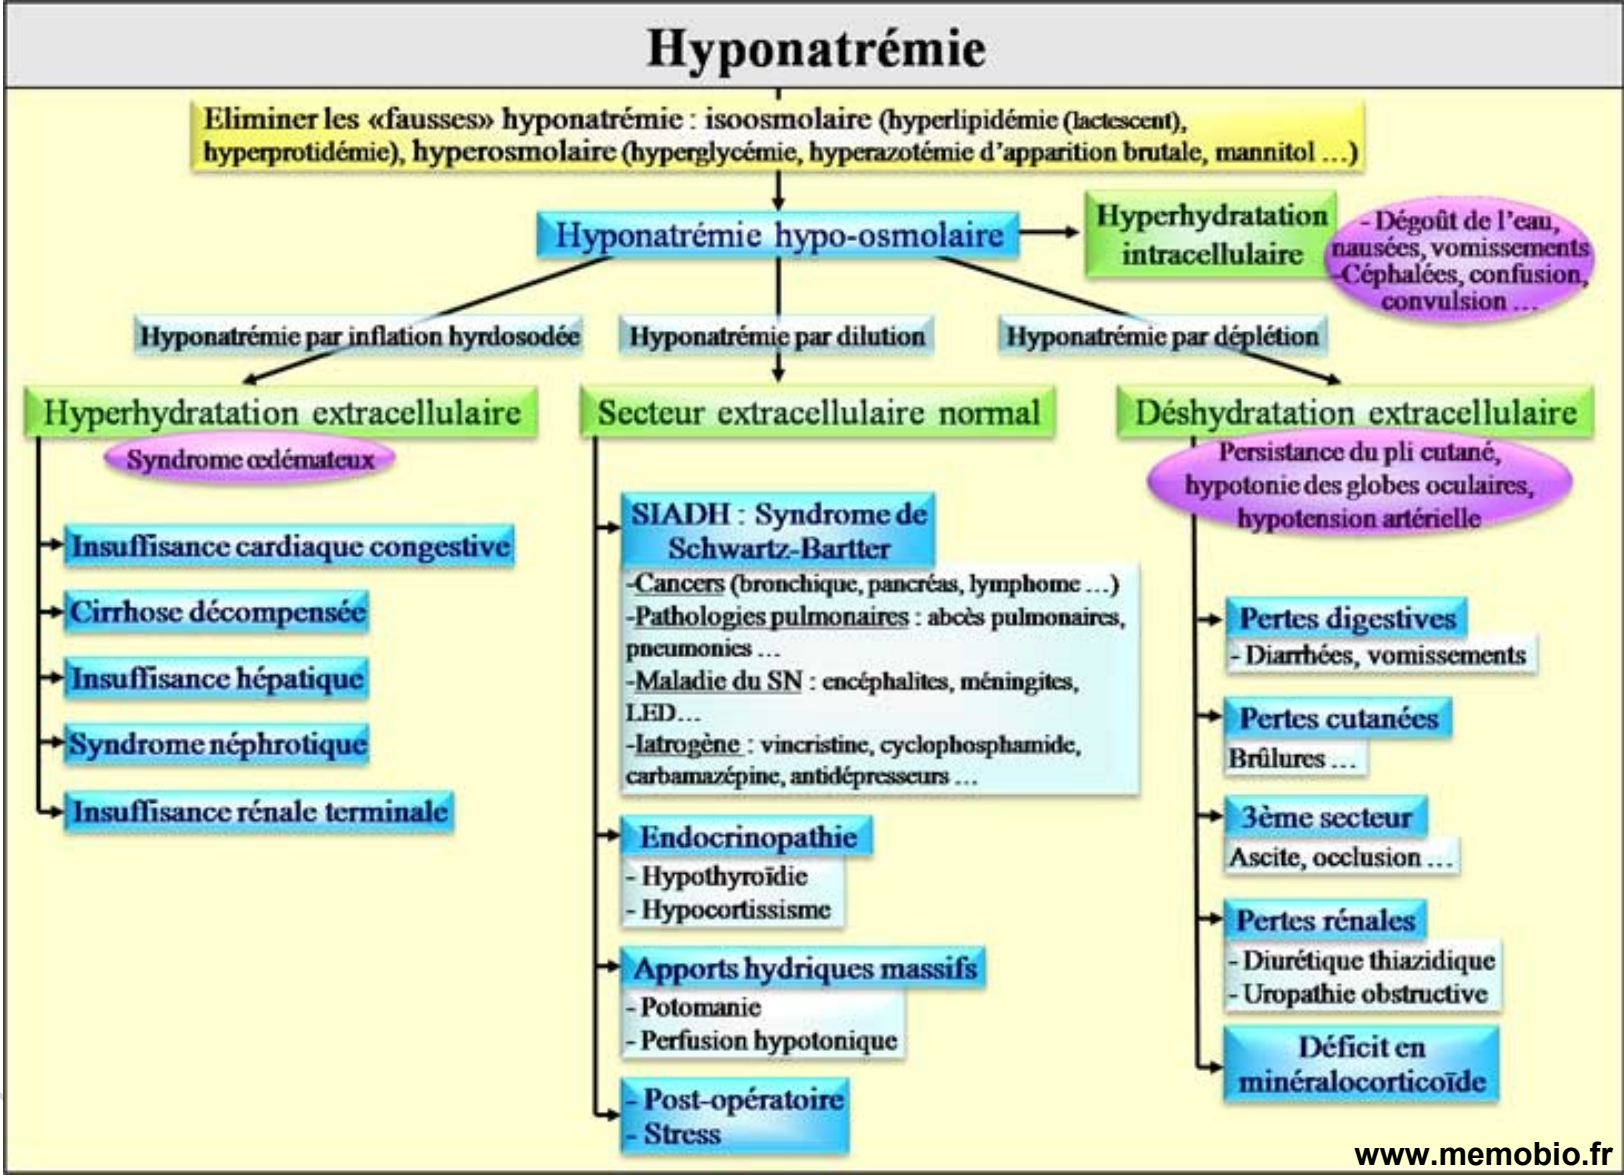 Hyponatrémie
Eliminer les «fausses» hyponatrémie : isoosmolaire (hyperlipidémie (lactescent),
hyperprotidémie), hyperosmolaire (hyperglycémie, hyperazotémie d'apparition brutale, mannitol ...)
Hyponatrémie hypo-osmolaire
Hyperhydratation
intracellulaire
- Dégoût de l'eau,
nausées, vomissements
-Céphalées, confusion,
convulsion ...
Hyponatrémie par inflation hyrdosodée
Hyponatrémie par dilution
Hyponatrémie par déplétion
Hyperhydratation extracellulaire
Syndrome œdémateux
Insuffisance cardiaque congestive
Cirrhose décompensée
Insuffisance hépatique
Syndrome néphrotique
Insuffisance rénale terminale
Secteur extracellulaire normal
SIADH : Syndrome de
Schwartz-Bartter
-Cancers (bronchique, pancréas, lymphome ...)
-Pathologies pulmonaires : abcès pulmonaires,
pneumonies ...
-Maladie du SN : encéphalites, méningites,
LED...
-Iatrogène : vincristine, cyclophosphamide,
carbamazépine, antidépresseurs ...
Endocrinopathie
- Hypothyroïdie
- Hypocortissisme
Apports hydriques massifs
- Potomanie
- Perfusion hypotonique
- Post-opératoire
- Stress
Déshydratation extracellulaire
Persistance du pli cutané,
hypotonie des globes oculaires,
hypotension artérielle
Pertes digestives
- Diarrhées, vomissements
Pertes cutanées
Brûlures ...
3ème secteur
Ascite, occlusion ...
Pertes rénales
- Diurétique thiazidique
- Uropathie obstructive
Déficit en
minéralocorticoïde
www.memobio.fr